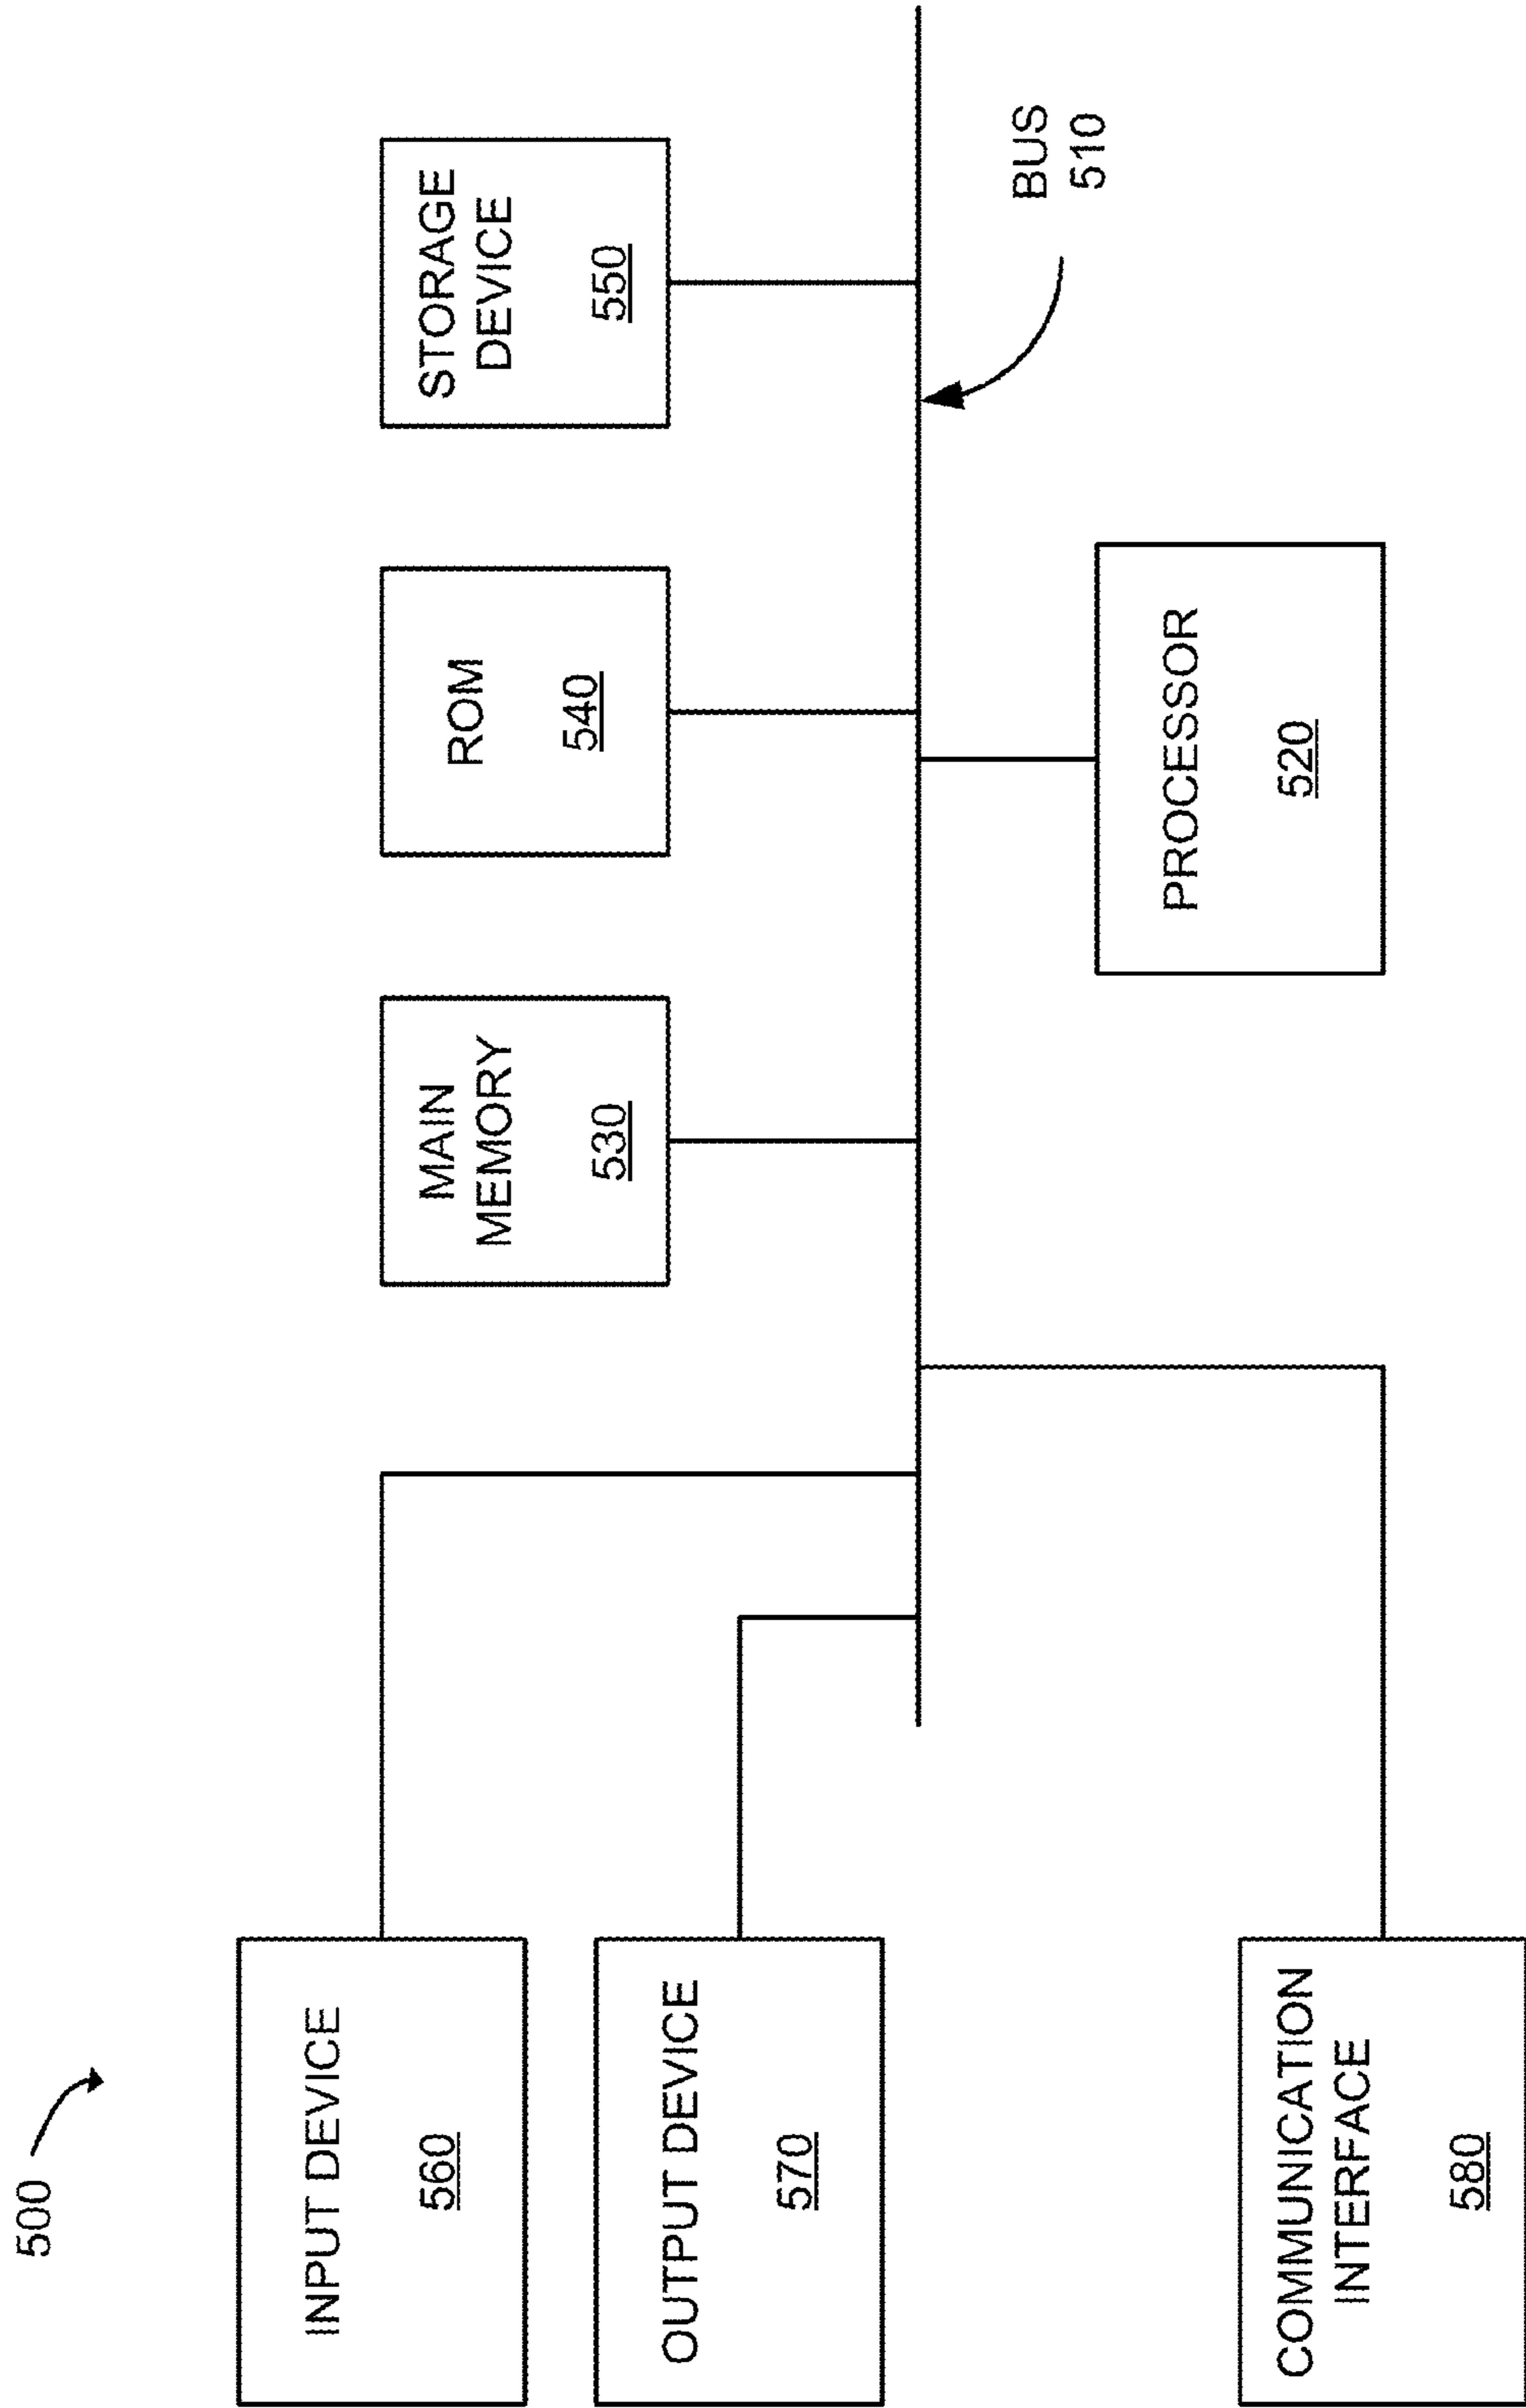 500
INPUT DEVICE
560
OUTPUT DEVICE
570
COMMUNICATION
INTERFACE
580
MAIN
MEMORY
530
ROM
540
STORAGE
DEVICE
550
PROCESSOR
520
BUS
510